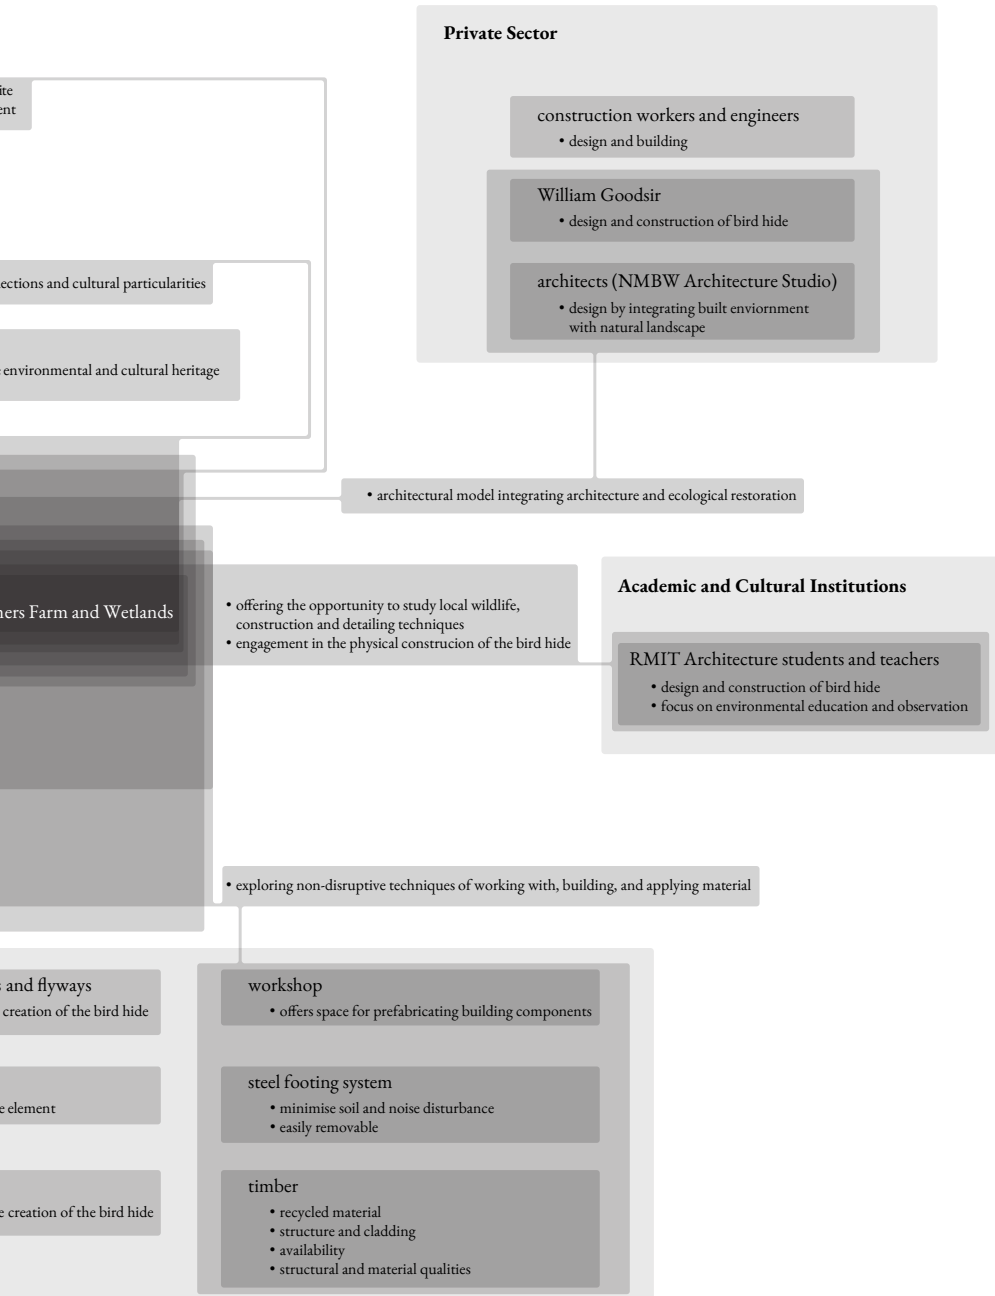 Private Sector
ite
ent
construction workers and engineers
• design and building
William Goodsir
• design and construction of bird hide
architects (NMBW Architecture Studio)
• design by integrating built enviornment
with natural landscape
ections and cultural particularities
environmental and cultural heritage
• architectural model integrating architecture and ecological restoration
ners Farm and Wetlands
• offering the opportunity to study local wildlife,
construction and detailing techniques
• engagement in the physical construcion of the bird hide
Academic and Cultural Institutions
RMIT Architecture students and teachers
• design and construction of bird hide
• focus on environmental education and observation
• exploring non-disruptive techniques of working with, building, and applying material
s and flyways
creation of the bird hide
e element
e creation of the bird hide
workshop
• offers space for prefabricating building components
steel footing system
• minimise soil and noise disturbance
• easily removable
timber
• recycled material
• structure and cladding
• availability
• structural and material qualities